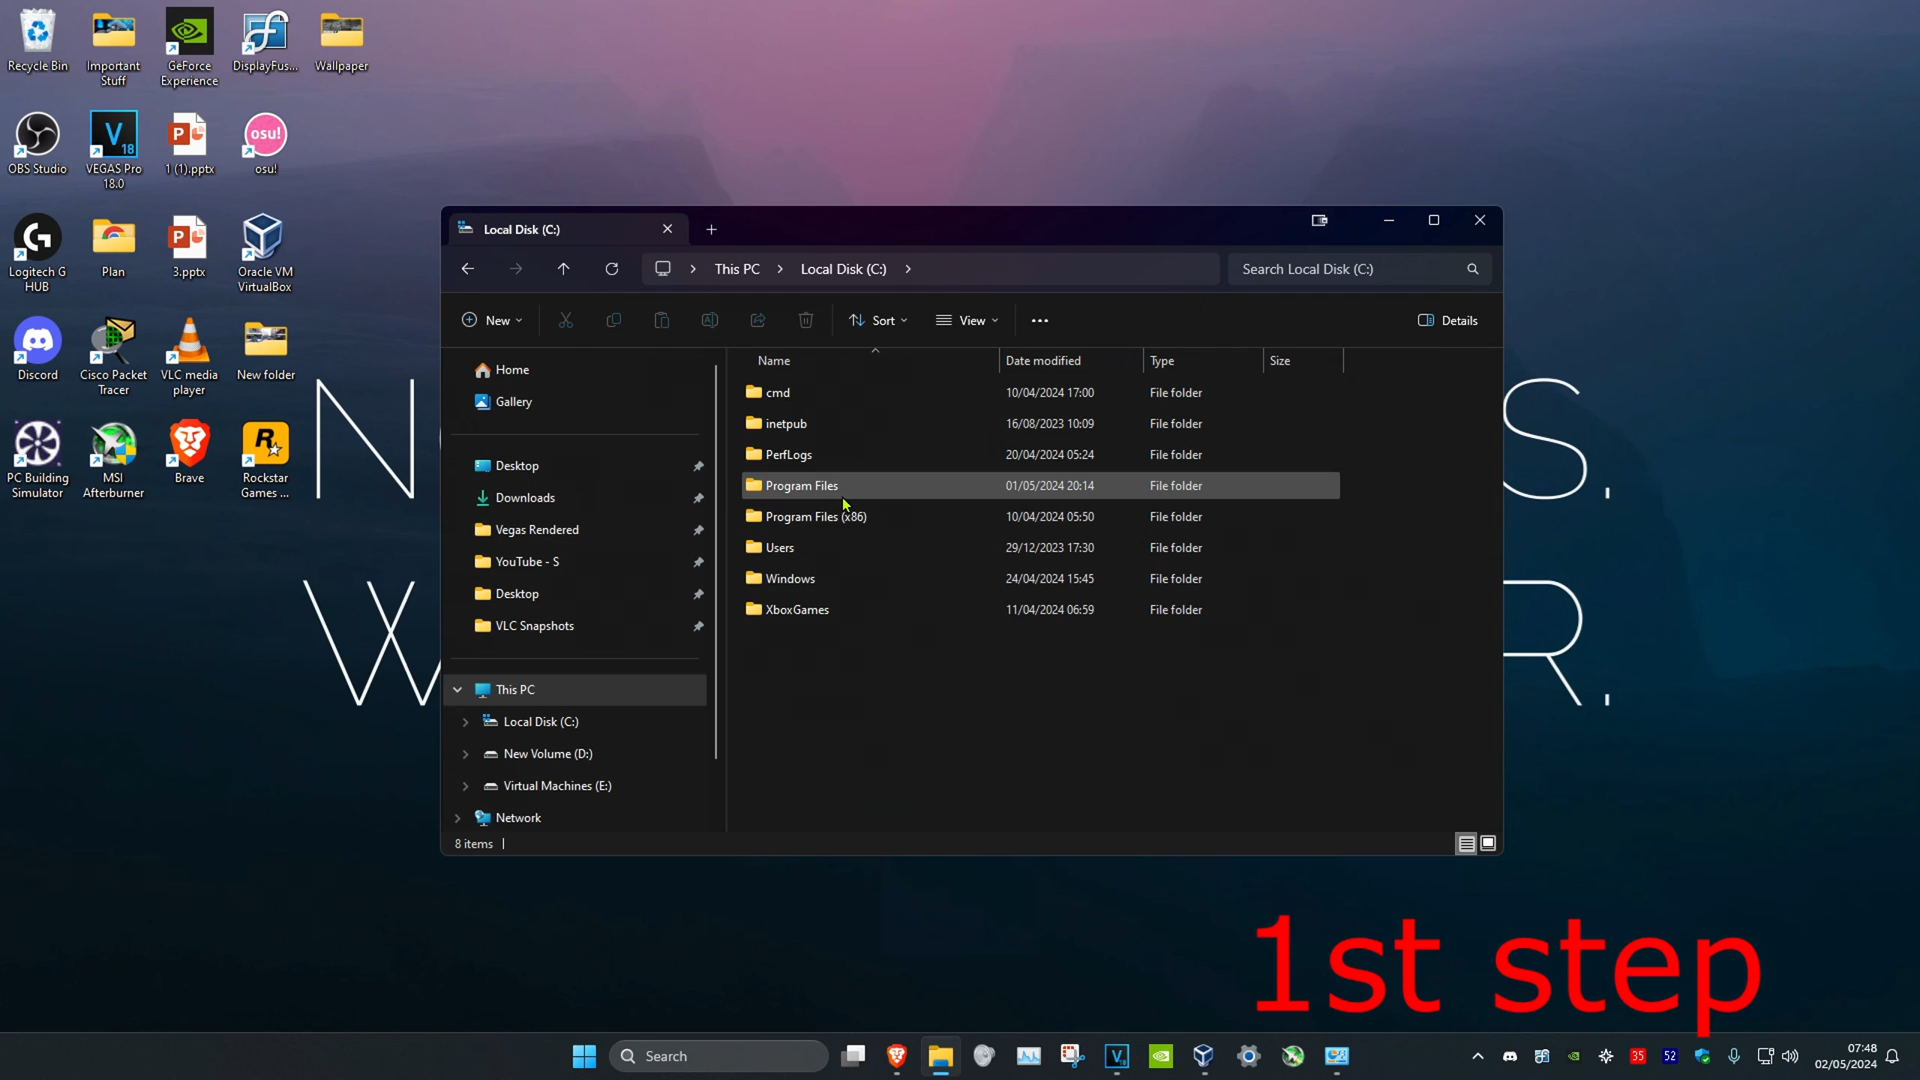 Recycle Bin
Important
Stuff
GeForce
Experience
DisplayFus...
Wallpaper
OBS Studio
VEGAS Pro
18.0
1 (1).pptx
osu!
osu!
Logitech G
HUB
Plan
3.pptx
Oracle VM
VirtualBox
Discord
Cisco Packet
Tracer
VLC media
player
New folder
PC Building
Simulator
MSI
Afterburner
Brave
Rockstar
Games ...
Local Disk (C:)
This PC
Local Disk (C:)
Search Local Disk (C:)
New
Sort
View
Details
Home
Gallery
Desktop
Downloads
Vegas Rendered
YouTube - S
Desktop
VLC Snapshots
This PC
Local Disk (C:)
New Volume (D:)
Virtual Machines (E:)
Network
Name Date modified Type Size
cmd 10/04/2024 17:00 File folder
inetpub 16/08/2023 10:09 File folder
PerfLogs 20/04/2024 05:24 File folder
Program Files 01/05/2024 20:14 File folder
Program Files (x86) 10/04/2024 05:50 File folder
Users 29/12/2023 17:30 File folder
Windows 24/04/2024 15:45 File folder
XboxGames 11/04/2024 06:59 File folder
8 items
1st step
Search
35
52
07:48
02/05/2024